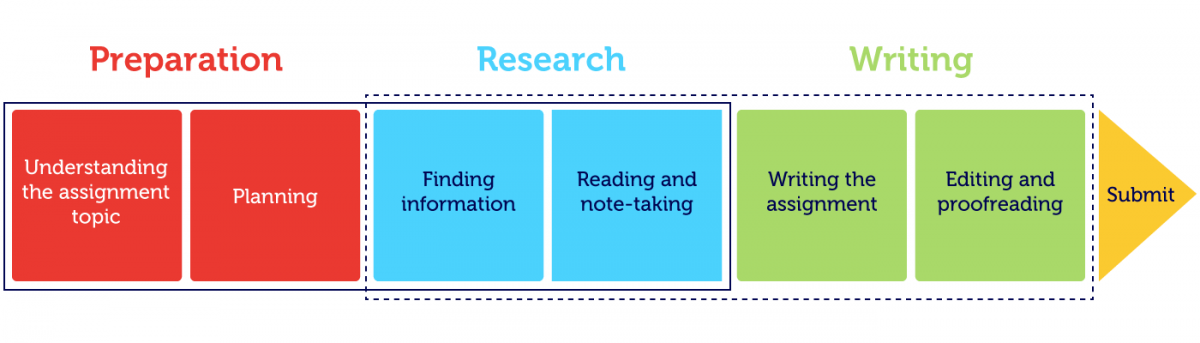 Preparation
Research
Writing
Understanding
the assignment
topic
Planning
Finding
information
Reading and
note-taking
Writing the
assignment
Editing and
proofreading
Submit